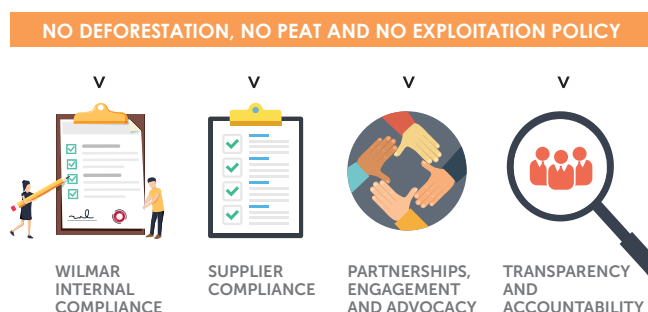 NO DEFORESTATION, NO PEAT AND NO EXPLOITATION POLICY
WILMAR
INTERNAL
COMPLIANCE
SUPPLIER
COMPLIANCE
PARTNERSHIPS,
ENGAGEMENT
AND ADVOCACY
TRANSPARENCY
AND
ACCOUNTABILITY